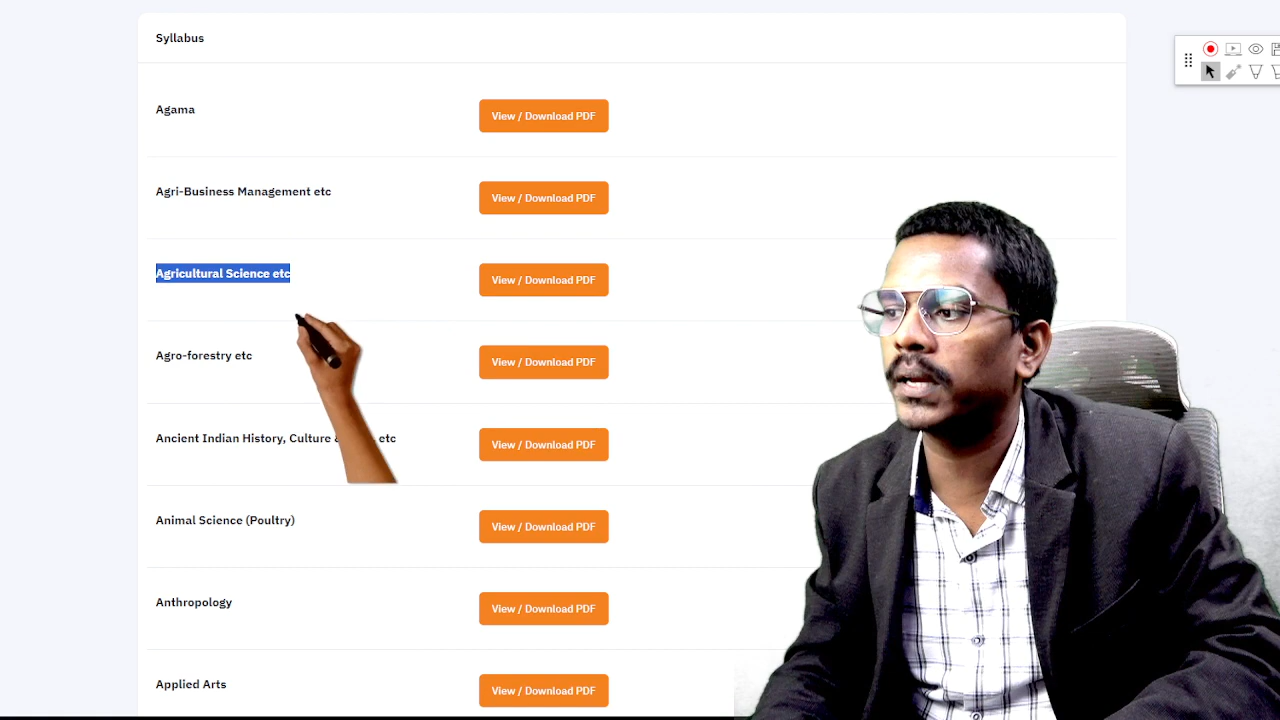 Syllabus
Agama
View / Download PDF
Agri-Business Management etc
View / Download PDF
Agricultural Science etc
View / Download PDF
Agro-forestry etc
View / Download PDF
Ancient Indian History, Culture etc
View / Download PDF
Animal Science (Poultry)
View / Download PDF
Anthropology
View / Download PDF
Applied Arts
View / Download PDF